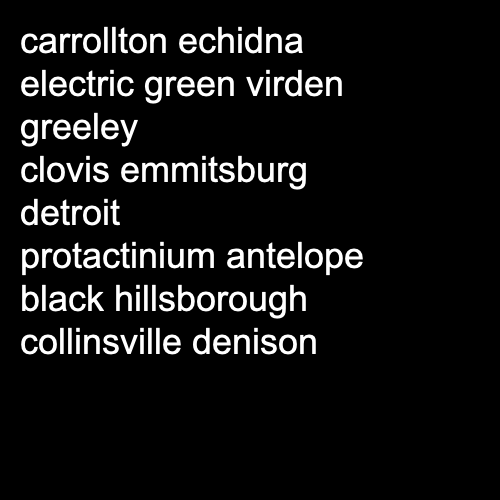 carrollton echidna
electric green virden
greeley
clovis emmitsburg
detroit
protactinium antelope
black hillsborough
collinsville denison